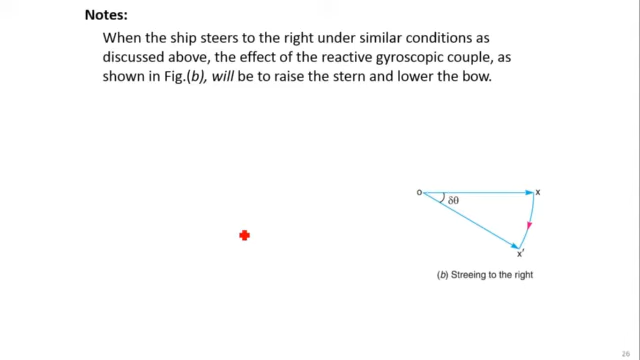 Notes:
When the ship steers to the right under similar conditions as
discussed above, the effect of the reactive gyroscopic couple, as
shown in Fig.(b), will be to raise the stern and lower the bow.
o
x
δθ
x'
(b) Streeing to the right
26